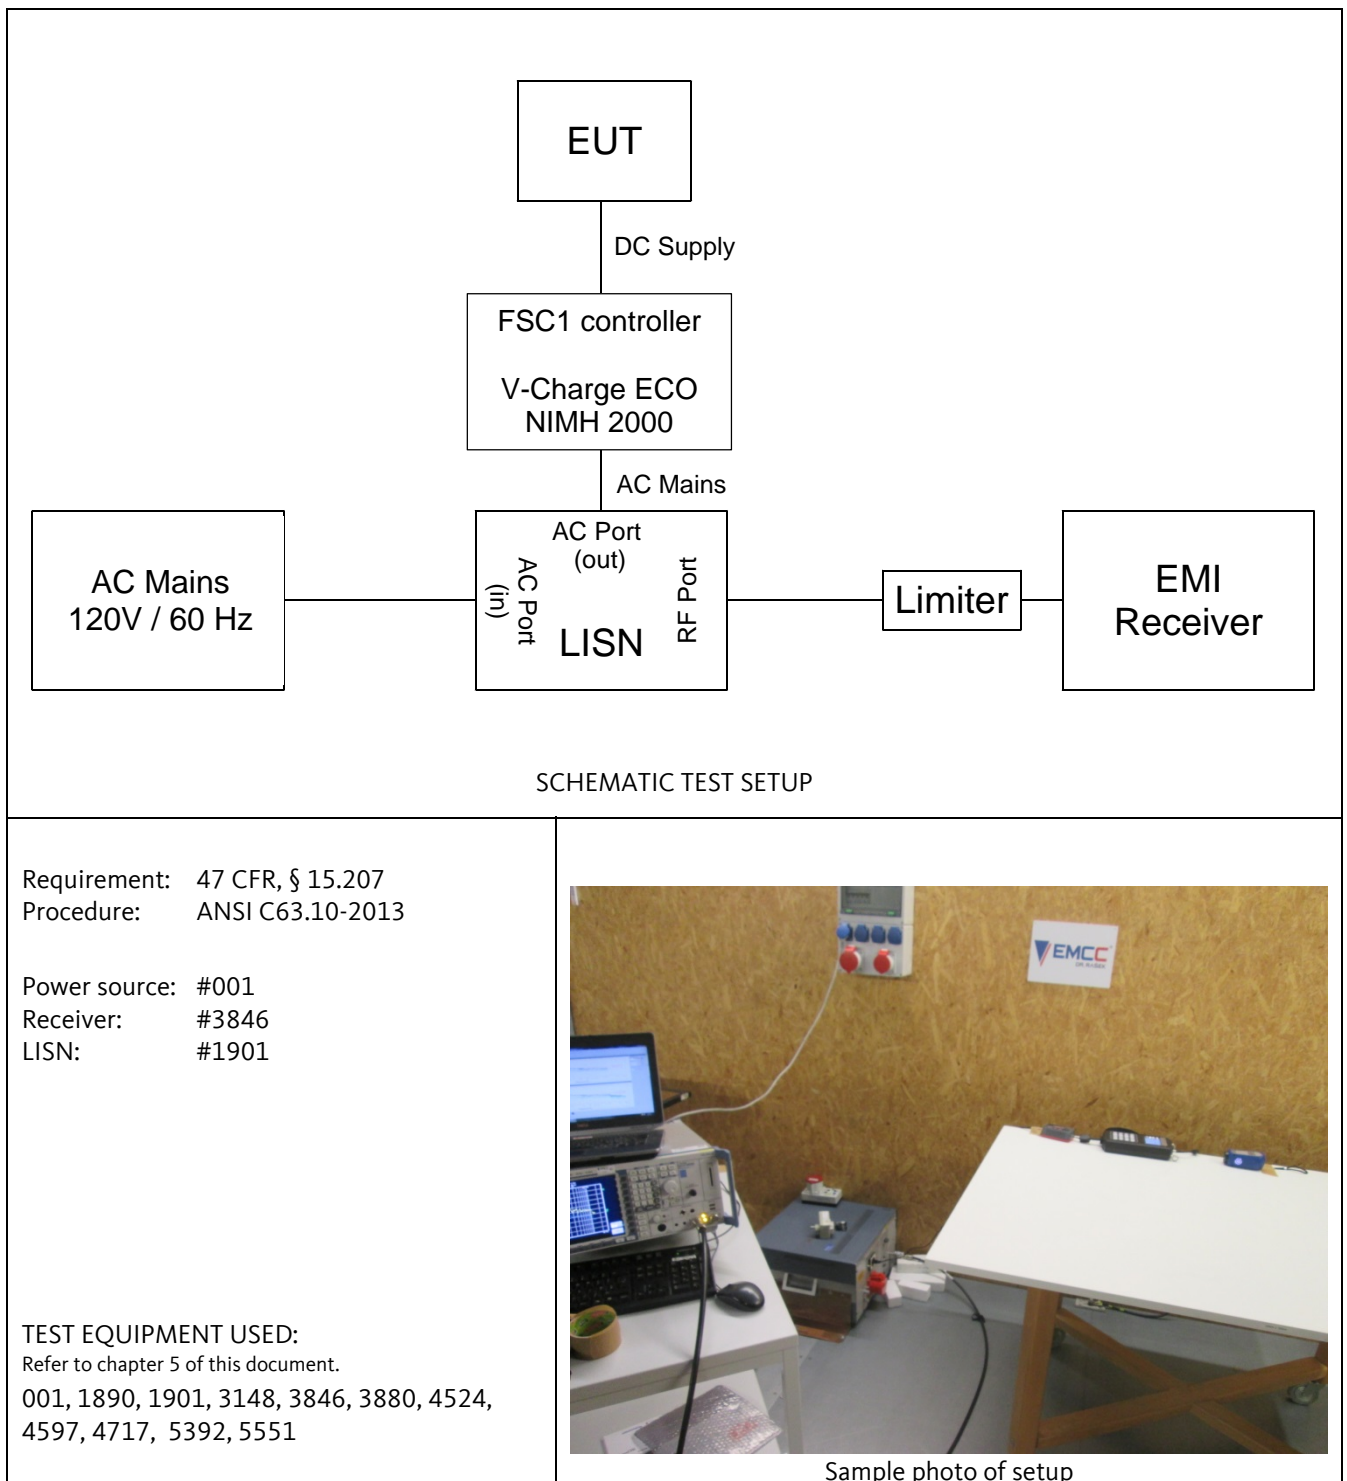 EUT
DC Supply
FSC1 controller
V-Charge ECO
NIMH 2000
AC Mains
AC Mains
120V / 60 Hz
AC Port
(out)
AC Port
(in)
RF Port
LISN
Limiter
EMI
Receiver
SCHEMATIC TEST SETUP
Requirement: 47 CFR, § 15.207
Procedure: ANSI C63.10-2013
Power source: #001
Receiver: #3846
LISN: #1901
TEST EQUIPMENT USED:
Refer to chapter 5 of this document.
001, 1890, 1901, 3148, 3846, 3880, 4524,
4597, 4717, 5392, 5551
EMCC
Sample photo of setup